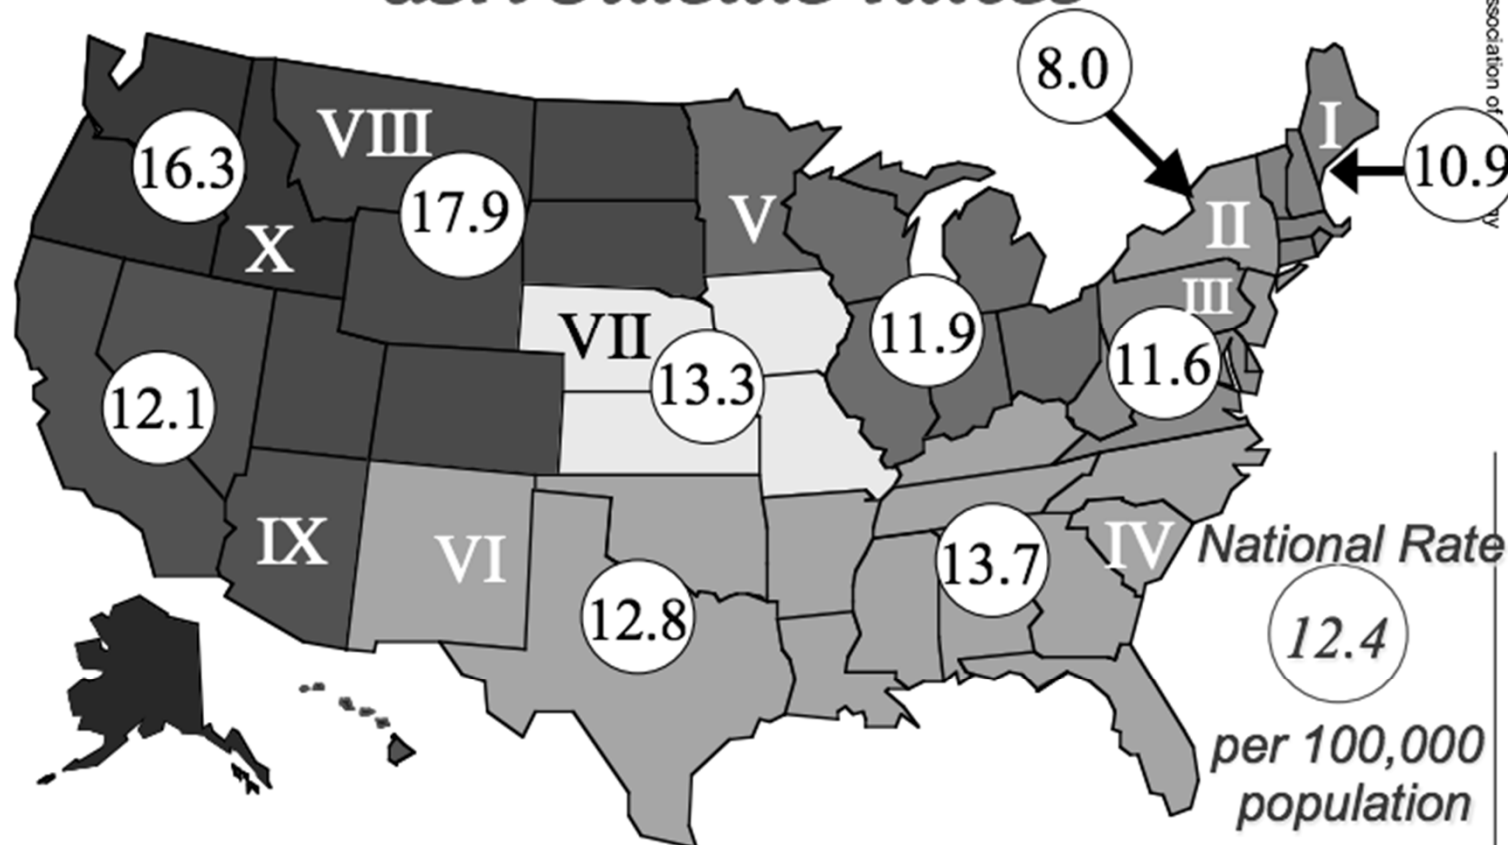 8.0
I
VIII
16.3
10.9
17.9
V
II
X
III
VII
11.9
11.6
13.3
12.1
IX
VI
IV
National Rate
13.7
12.8
12.4
per 100,000
population